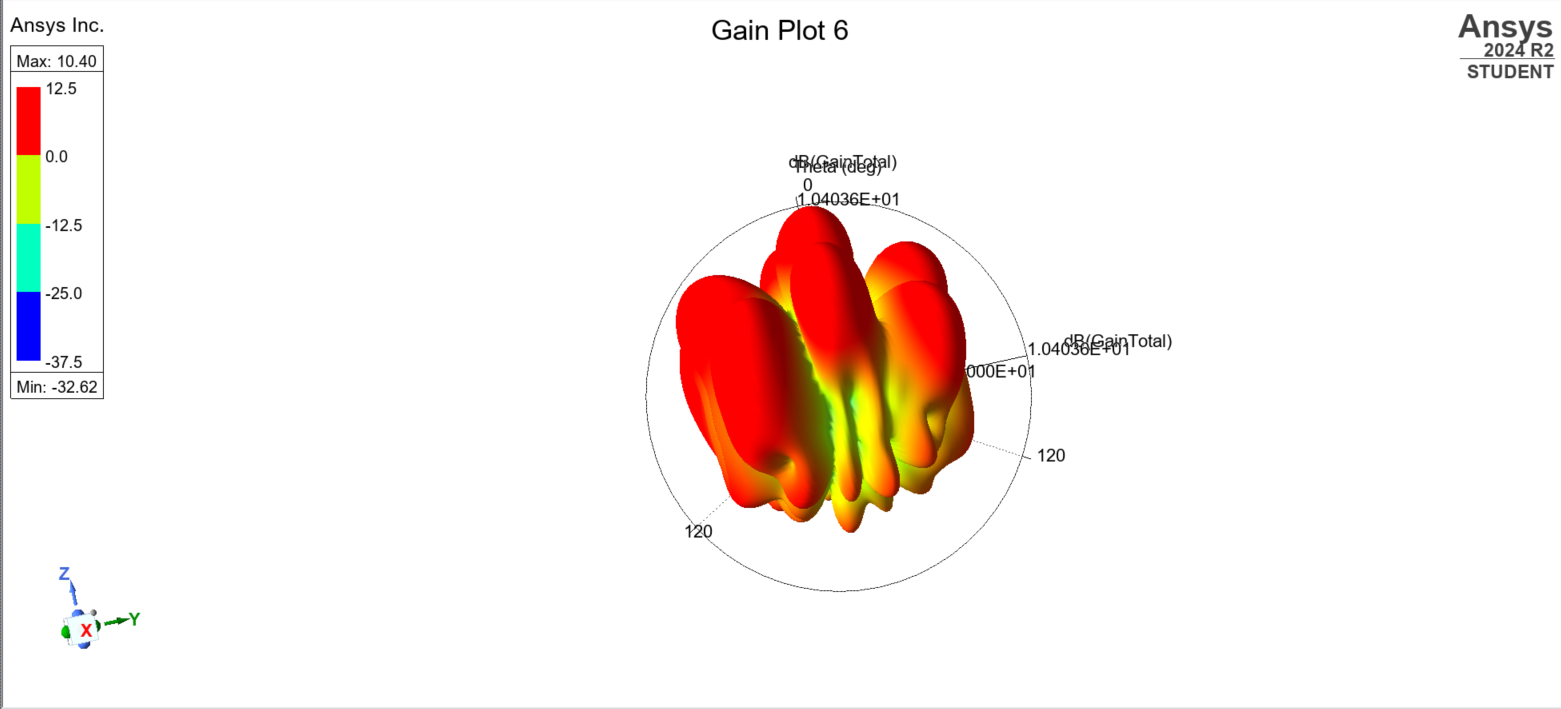 Ansys Inc.
Gain Plot 6
Ansys
2024 R2
STUDENT
Max: 10.40
12.5
0.0
-12.5
-25.0
-37.5
Min: -32.62
dB(GainTotal)
Theta (deg)
0
1.04036E+01
dB(GainTotal)
1.04036E+01
000E+01
120
120
Z
Y
X